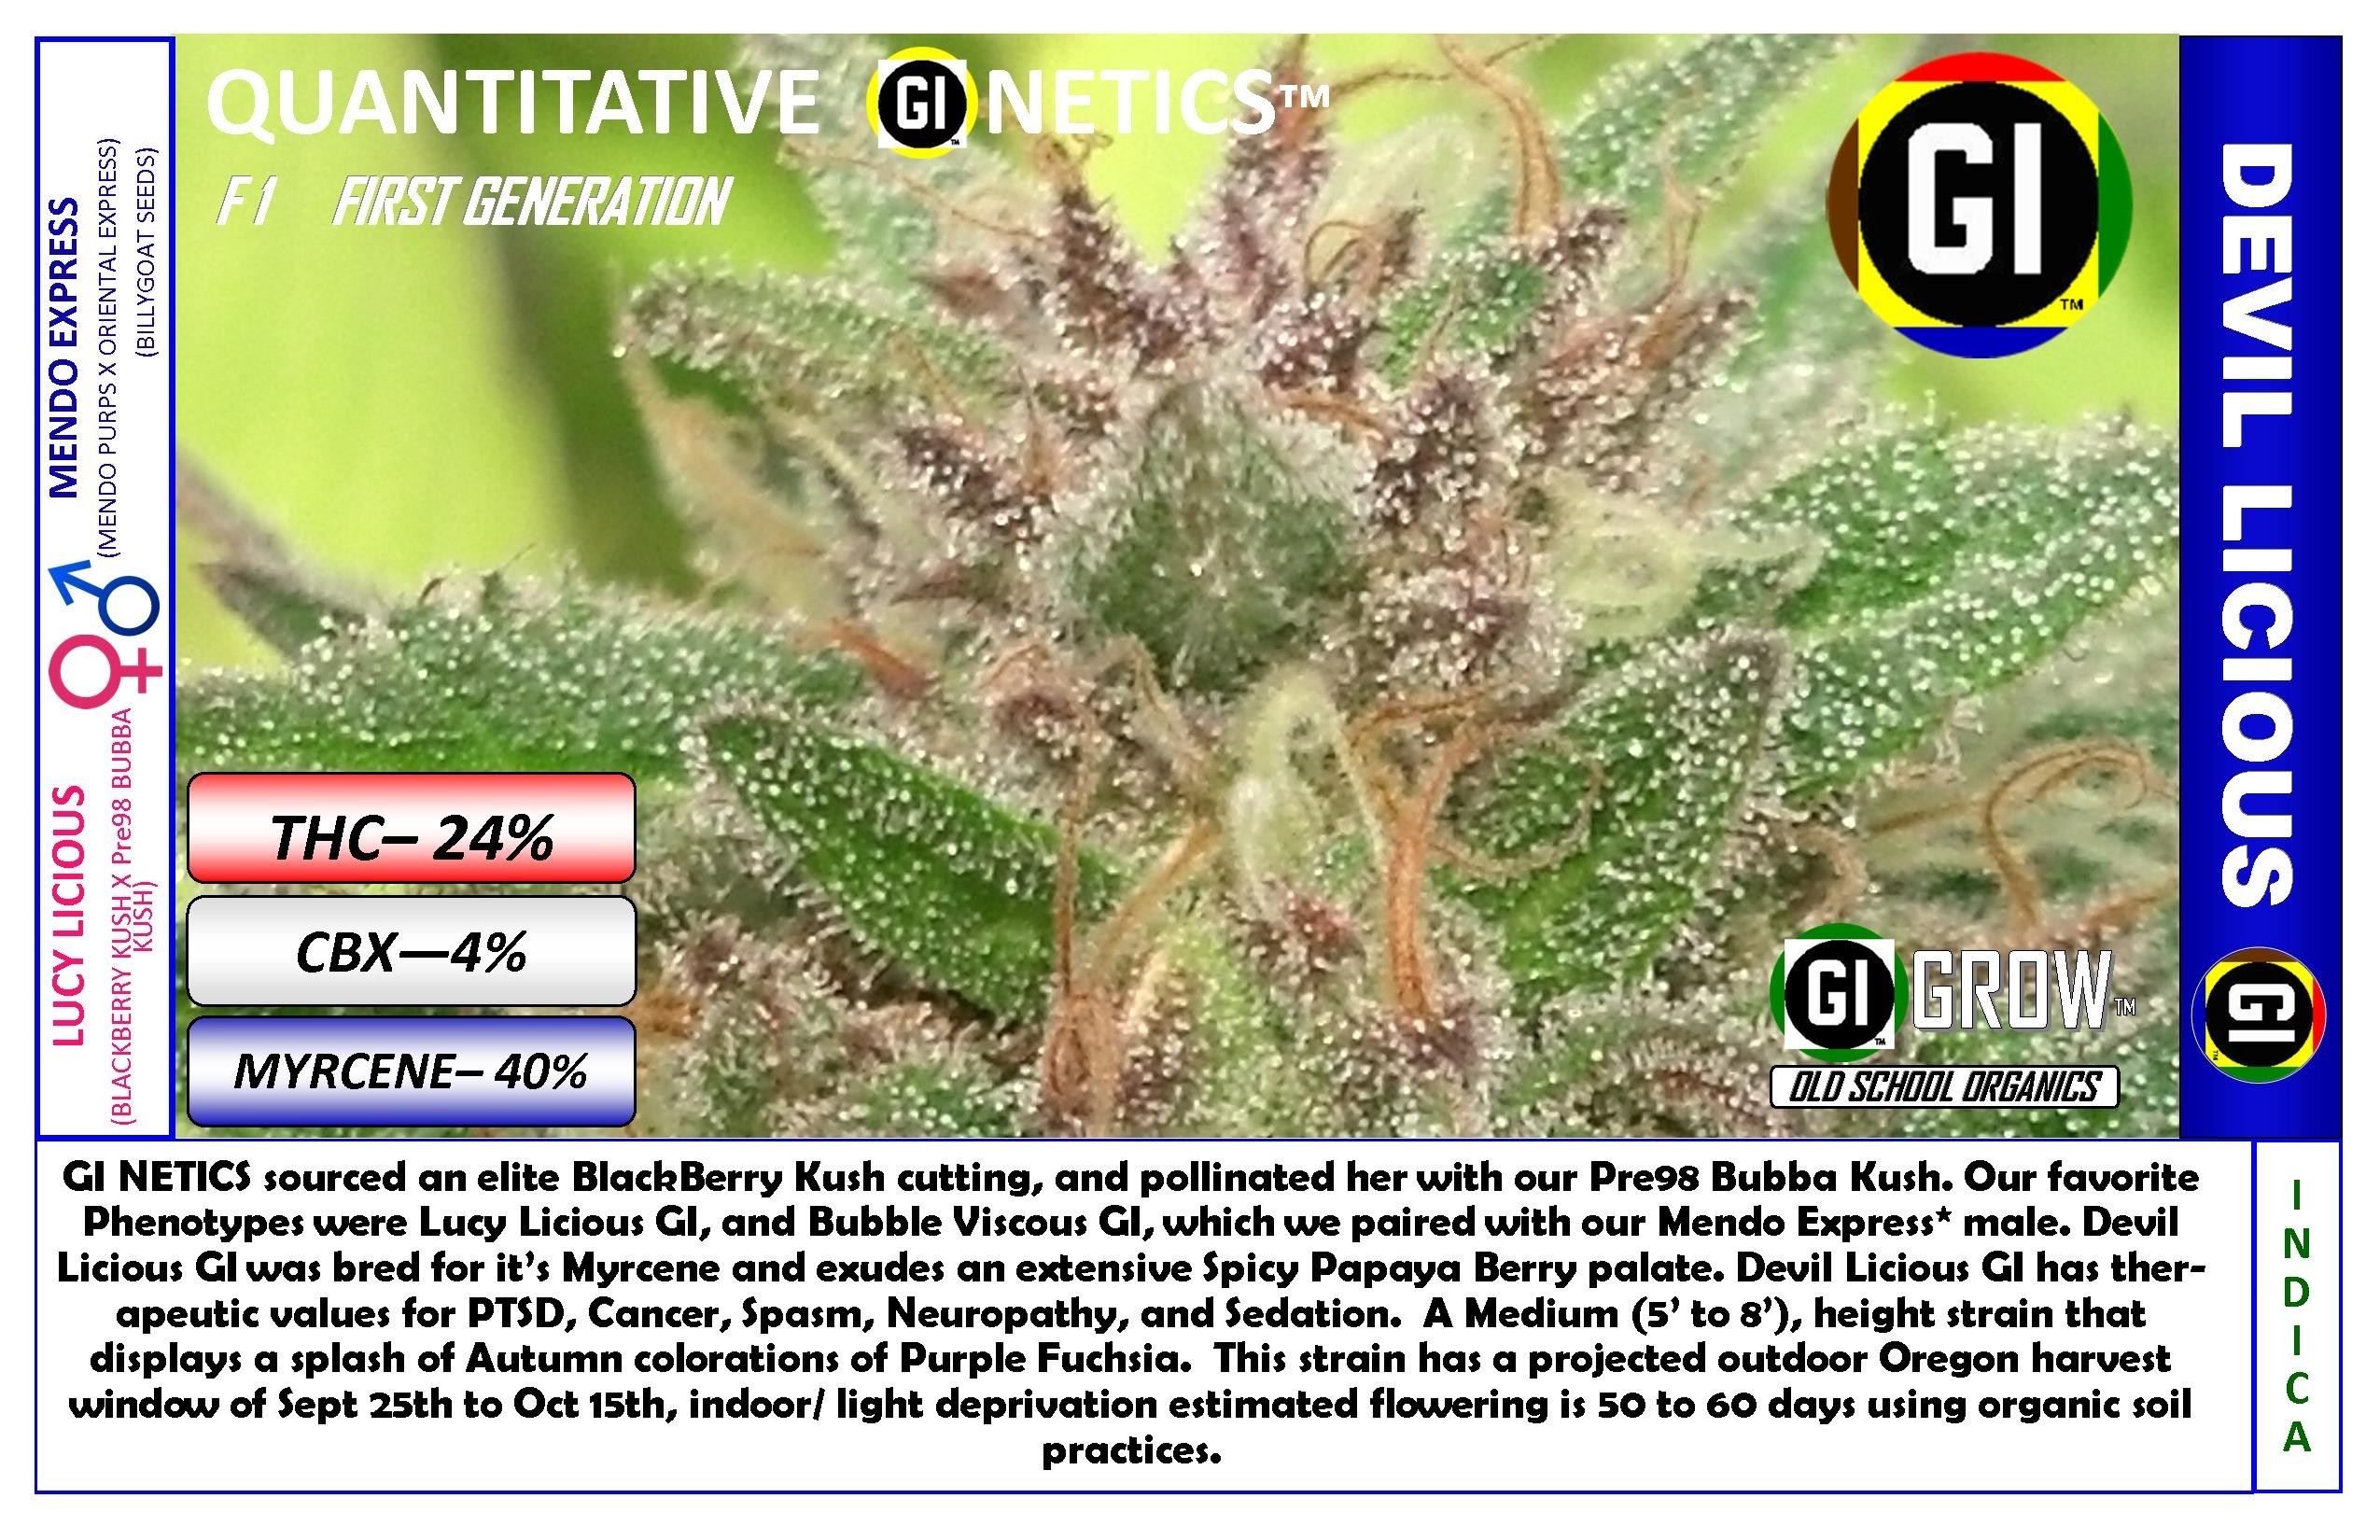 QUANTITATIVE GI NETICS™
F1 FIRST GENERATION
GI
TM
MENDO EXPRESS
(MENDO PURPS X ORIENTAL EXPRESS)
(BILLYGOAT SEEDS)
LUCY LICIOUS
(BLACKBERRY KUSH X Pre98 BUBBA
KUSH)
THC– 24%
CBX—4%
MYRCENE– 40%
GI GROW TM
OLD SCHOOL ORGANICS
DEVIL LICIOUS
GI
GI NETICS sourced an elite BlackBerry Kush cutting, and pollinated her with our Pre98 Bubba Kush. Our favorite
Phenotypes were Lucy Licious GI, and Bubble Viscous GI, which we paired with our Mendo Express* male. Devil
Licious GI was bred for it's Myrcene and exudes an extensive Spicy Papaya Berry palate. Devil Licious GI has ther-
apeutic values for PTSD, Cancer, Spasm, Neuropathy, and Sedation. A Medium (5' to 8'), height strain that
displays a splash of Autumn colorations of Purple Fuchsia. This strain has a projected outdoor Oregon harvest
window of Sept 25th to Oct 15th, indoor/ light deprivation estimated flowering is 50 to 60 days using organic soil
practices.
INDICA